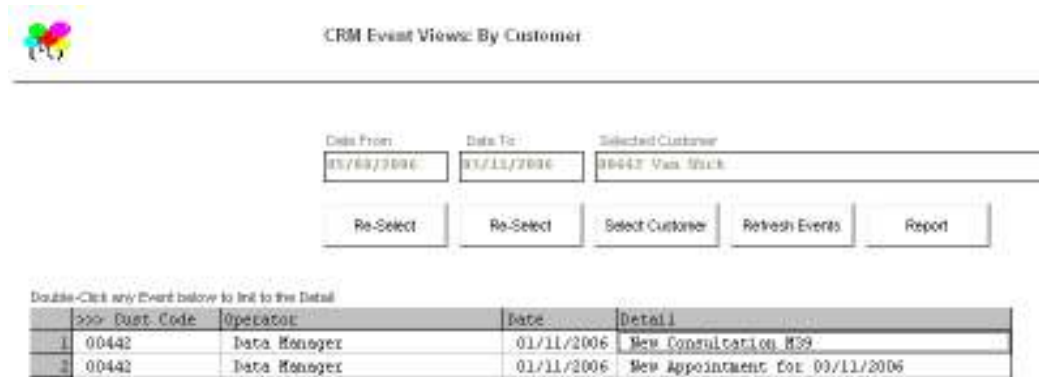 CRM Event Views: By Customer
Date From Date To Selected Customer
03/11/2006 00442 Van
Re-Select Re-Select Select Customer Refresh Events Report
Double-Click any Event below to link to the Detail
>>> Cust Code Operator Date Detail
1 00442 Data Manager 01/11/2006 New Consultation M39
2 00442 Data Manager 01/11/2006 New Appointment for 03/11/2006